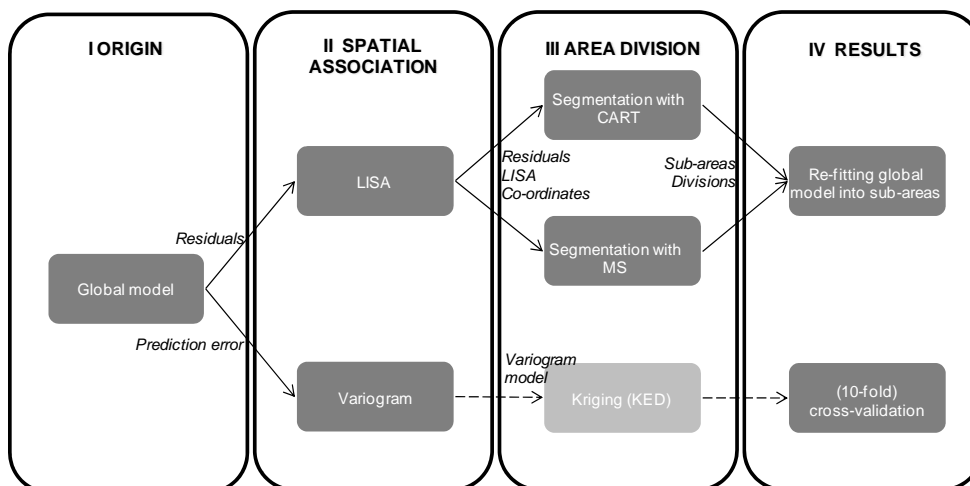 I ORIGIN
II SPATIAL
ASSOCIATION
III AREA DIVISION
IV RESULTS
Global model
Residuals
Prediction error
LISA
Variogram
Residuals
LISA
Co-ordinates
Variogram
model
Segmentation with
CART
Segmentation with
MS
Kriging (KED)
Sub-areas
Divisions
Re-fitting global
model into sub-areas
(10-fold)
cross-validation